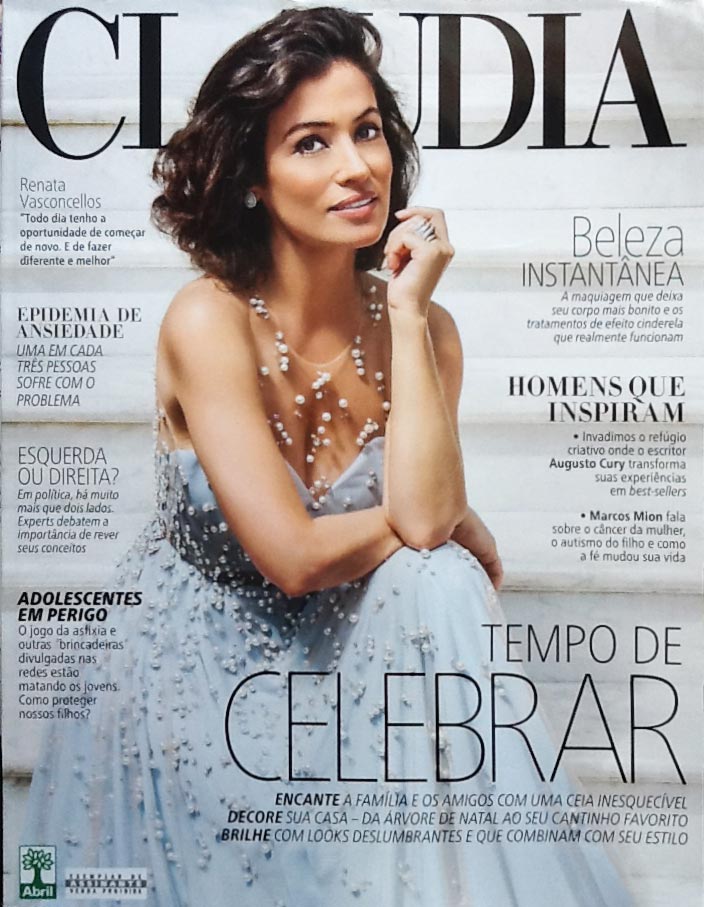 CLAUDIA
Renata
Vasconcellos
"Todo dia tenho a
oportunidade de começar
de novo. E de fazer
diferente e melhor"
EPIDEMIA DE
ANSIEDADE
UMA EM CADA
TRÊS PESSOAS
SOFRE COM O
PROBLEMA
ESQUERDA
OU DIREITA?
Em política, há muito
mais que dois lados.
Experts debatem a
importância de rever
seus conceitos
ADOLESCENTES
EM PERIGO
O jogo da asfixia e
outras "brincadeiras"
divulgadas nas
redes estão
matando os jovens.
Como proteger
nossos filhos?
Beleza
INSTANTÂNEA
A maquiagem que deixa
seu corpo mais bonito e os
tratamentos de efeito cinderela
que realmente funcionam
HOMENS QUE
INSPIRAM
• Invadimos o refúgio
criativo onde o escritor
Augusto Cury transforma
suas experiências
em best-sellers
• Marcos Mion fala
sobre o câncer da mulher,
o autismo do filho e como
a fé mudou sua vida
TEMPO DE
CELEBRAR
ENCANTE A FAMÍLIA E OS AMIGOS COM UMA CEIA INESQUECÍVEL
DECORE SUA CASA – DA ÁRVORE DE NATAL AO SEU CANTINHO FAVORITO
BRILHE COM LOOKS DESLUMBRANTES E QUE COMBINAM COM SEU ESTILO
Abril
EXEMPLAR DE
ASSINANTE
VENDA PROIBIDA